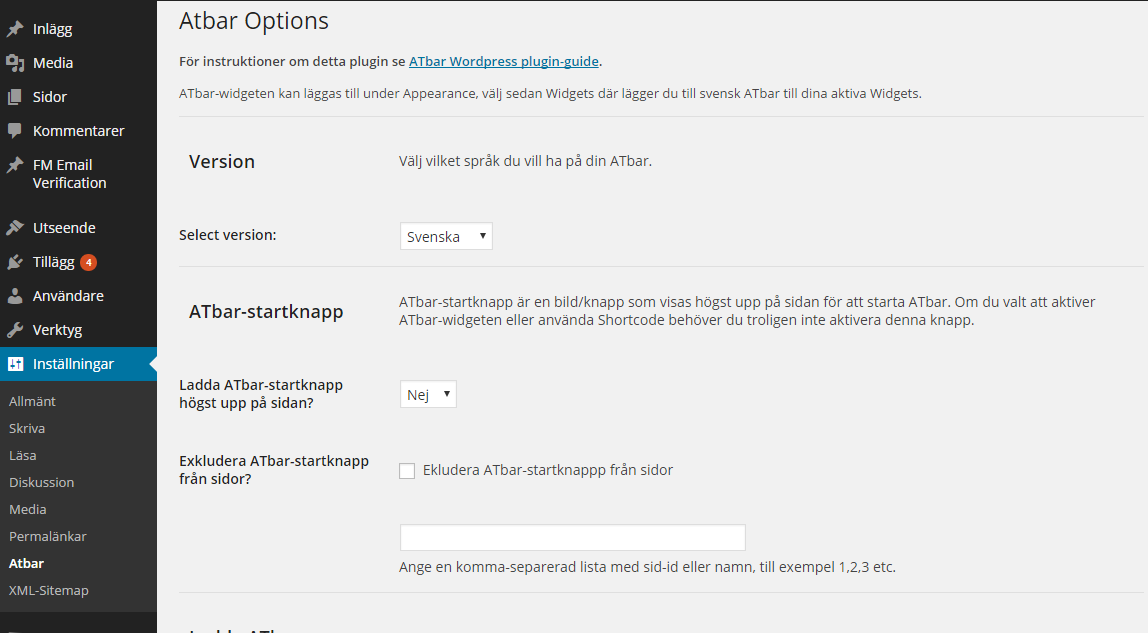 Inlägg
Media
Sidor
Kommentarer
FM Email
Verification
Utseende
Tillägg 4
Användare
Verktyg
Inställningar
Allmänt
Skriva
Läsa
Diskussion
Media
Permalänkar
Atbar
XML-Sitemap
Atbar Options
För instruktioner om detta plugin se ATbar Wordpress plugin-guide.
ATbar-widgeten kan läggas till under Appearance, välj sedan Widgets där lägger du till svensk ATbar till dina aktiva Widgets.
Version
Välj vilket språk du vill ha på din ATbar.
Select version:
Svenska
ATbar-startknapp
ATbar-startknapp är en bild/knapp som visas högst upp på sidan för att starta ATbar. Om du valt att aktiver
ATbar-widgeten eller använda Shortcode behöver du troligen inte aktivera denna knapp.
Ladda ATbar-startknapp
högst upp på sidan?
Nej
Exkludera ATbar-startknapp
från sidor?
Ekludera ATbar-startknappp från sidor
Ange en komma-separerad lista med sid-id eller namn, till exempel 1,2,3 etc.